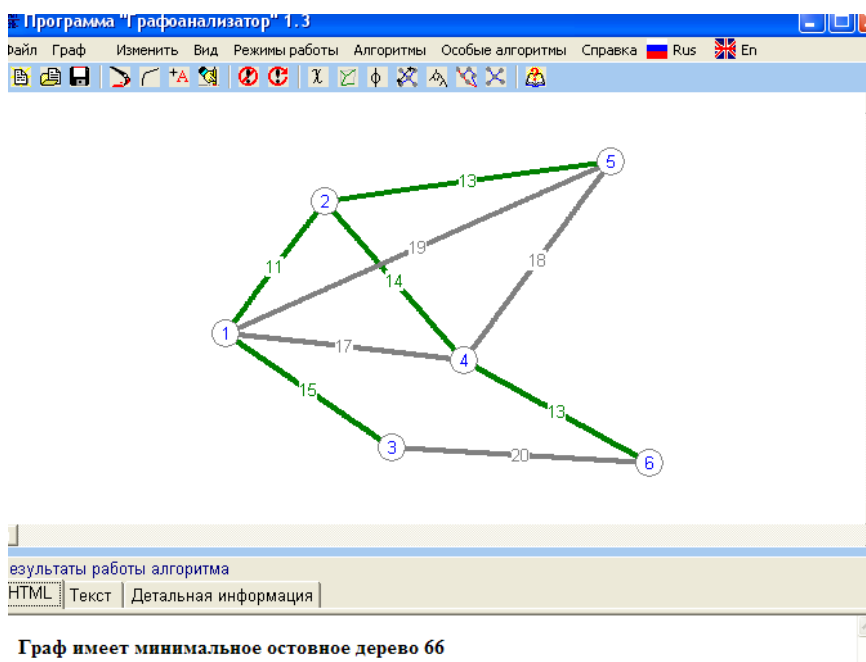 Программа "Графоанализатор" 1.3
Файл Граф Изменить Вид Режимы работы Алгоритмы Особые алгоритмы Справка Rus En
+A χ ϕ
5
13
2
19
18
11
14
1
17
4
15
13
3
20
6
езультаты работы алгоритма
HTML Текст Детальная информация
Граф имеет минимальное остовное дерево 66